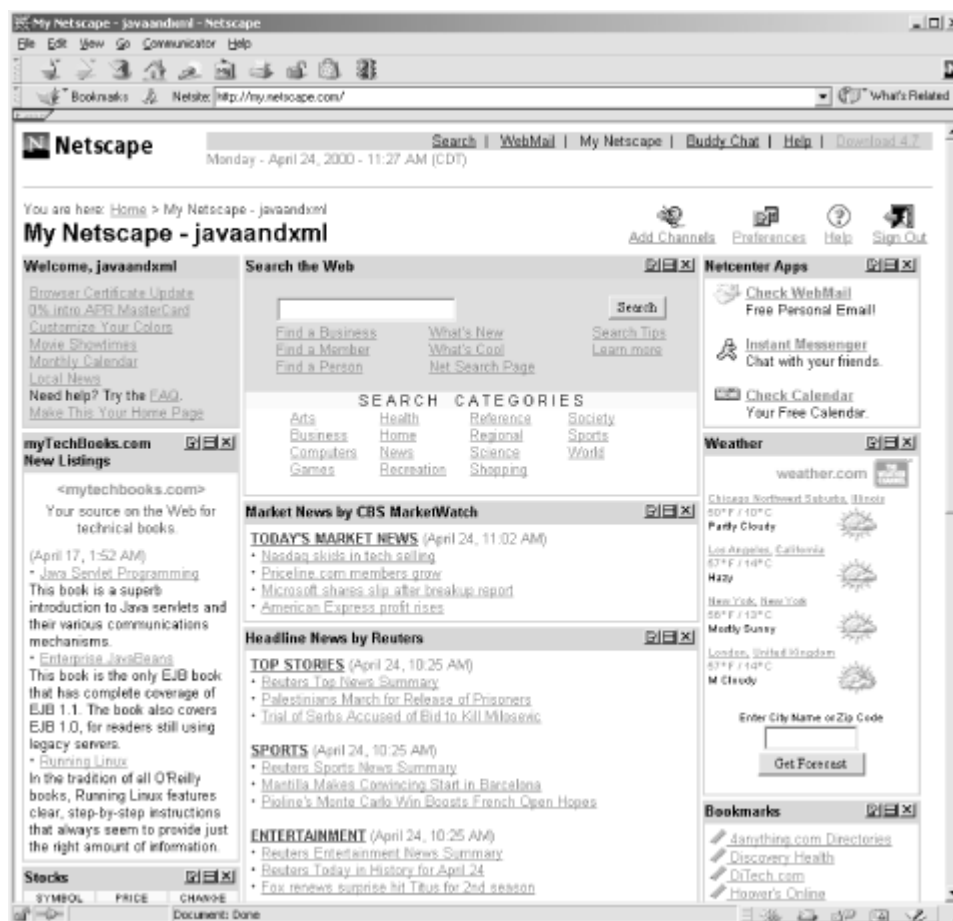 My Netscape - javaandxml - Netscape
File Edit View Go Communicator Help
Bookmarks Netsite: http://my.netscape.com/ What's Related
N Netscape
Search | WebMail | My Netscape | Buddy Chat | Help | Download 4.7
Monday - April 24, 2000 - 11:27 AM (CDT)
You are here: Home > My Netscape - javaandxml
My Netscape - javaandxml
Add Channels Preferences Help Sign Out
Welcome, javaandxml
Browser Certificate Update
0% intro APR MasterCard
Customize Your Colors
Movie Showtimes
Monthly Calendar
Local News
Need help? Try the FAQ.
Make This Your Home Page
myTechBooks.com
New Listings
<mytechbooks.com>
Your source on the Web for
technical books.
(April 17, 1:52 AM)
• Java Servlet Programming
This book is a superb
introduction to Java servlets and
their various communications
mechanisms.
• Enterprise JavaBeans
This book is the only EJB book
that has complete coverage of
EJB 1.1. The book also covers
EJB 1.0, for readers still using
legacy servers.
• Running Linux
In the tradition of all O'Reilly
books, Running Linux features
clear, step-by-step instructions
that always seem to provide just
the right amount of information.
Stocks
SYMBOL PRICE CHANGE
Search the Web
Search
Find a Business What's New Search Tips
Find a Member What's Cool Learn more
Find a Person Net Search Page
SEARCH CATEGORIES
Arts Health Reference Society
Business Home Regional Sports
Computers News Science World
Games Recreation Shopping
Market News by CBS MarketWatch
TODAY'S MARKET NEWS (April 24, 11:02 AM)
• Nasdaq skids in tech selling
• Priceline.com members grow
• Microsoft shares slip after breakup report
• American Express profit rises
Headline News by Reuters
TOP STORIES (April 24, 10:25 AM)
• Reuters Top News Summary
• Palestinians March for Release of Prisoners
• Trial of Serbs Accused of Bid to Kill Milosevic
SPORTS (April 24, 10:25 AM)
• Reuters Sports News Summary
• Mantilla Makes Convincing Start in Barcelona
• Pioline's Monte Carlo Win Boosts French Open Hopes
ENTERTAINMENT (April 24, 10:25 AM)
• Reuters Entertainment News Summary
• Reuters Today in History for April 24
• Fox renews surprise hit Titus for 2nd season
Netcenter Apps
Check WebMail
Free Personal Email!
Instant Messenger
Chat with your friends.
Check Calendar
Your Free Calendar.
Weather
weather.com
Chicago Northwest Suburbs, Illinois
50°F / 10°C
Partly Cloudy
Los Angeles, California
57°F / 14°C
Hazy
New York, New York
56°F / 13°C
Mostly Sunny
London, United Kingdom
57°F / 14°C
M Cloudy
Enter City Name or Zip Code
Get Forecast
Bookmarks
4anything.com Directories
Discovery Health
DiTech.com
Hoover's Online
Document: Done